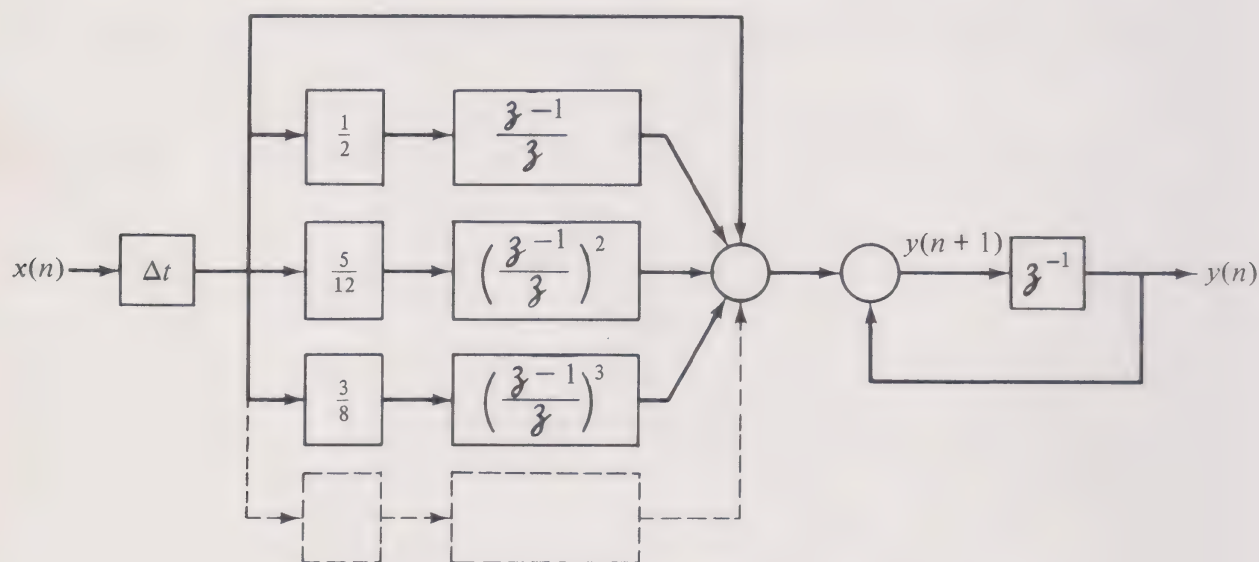 x(n)
Δt
1/2
z - 1 / z
5/12
( z - 1 / z )²
3/8
( z - 1 / z )³
y(n + 1)
z⁻¹
y(n)